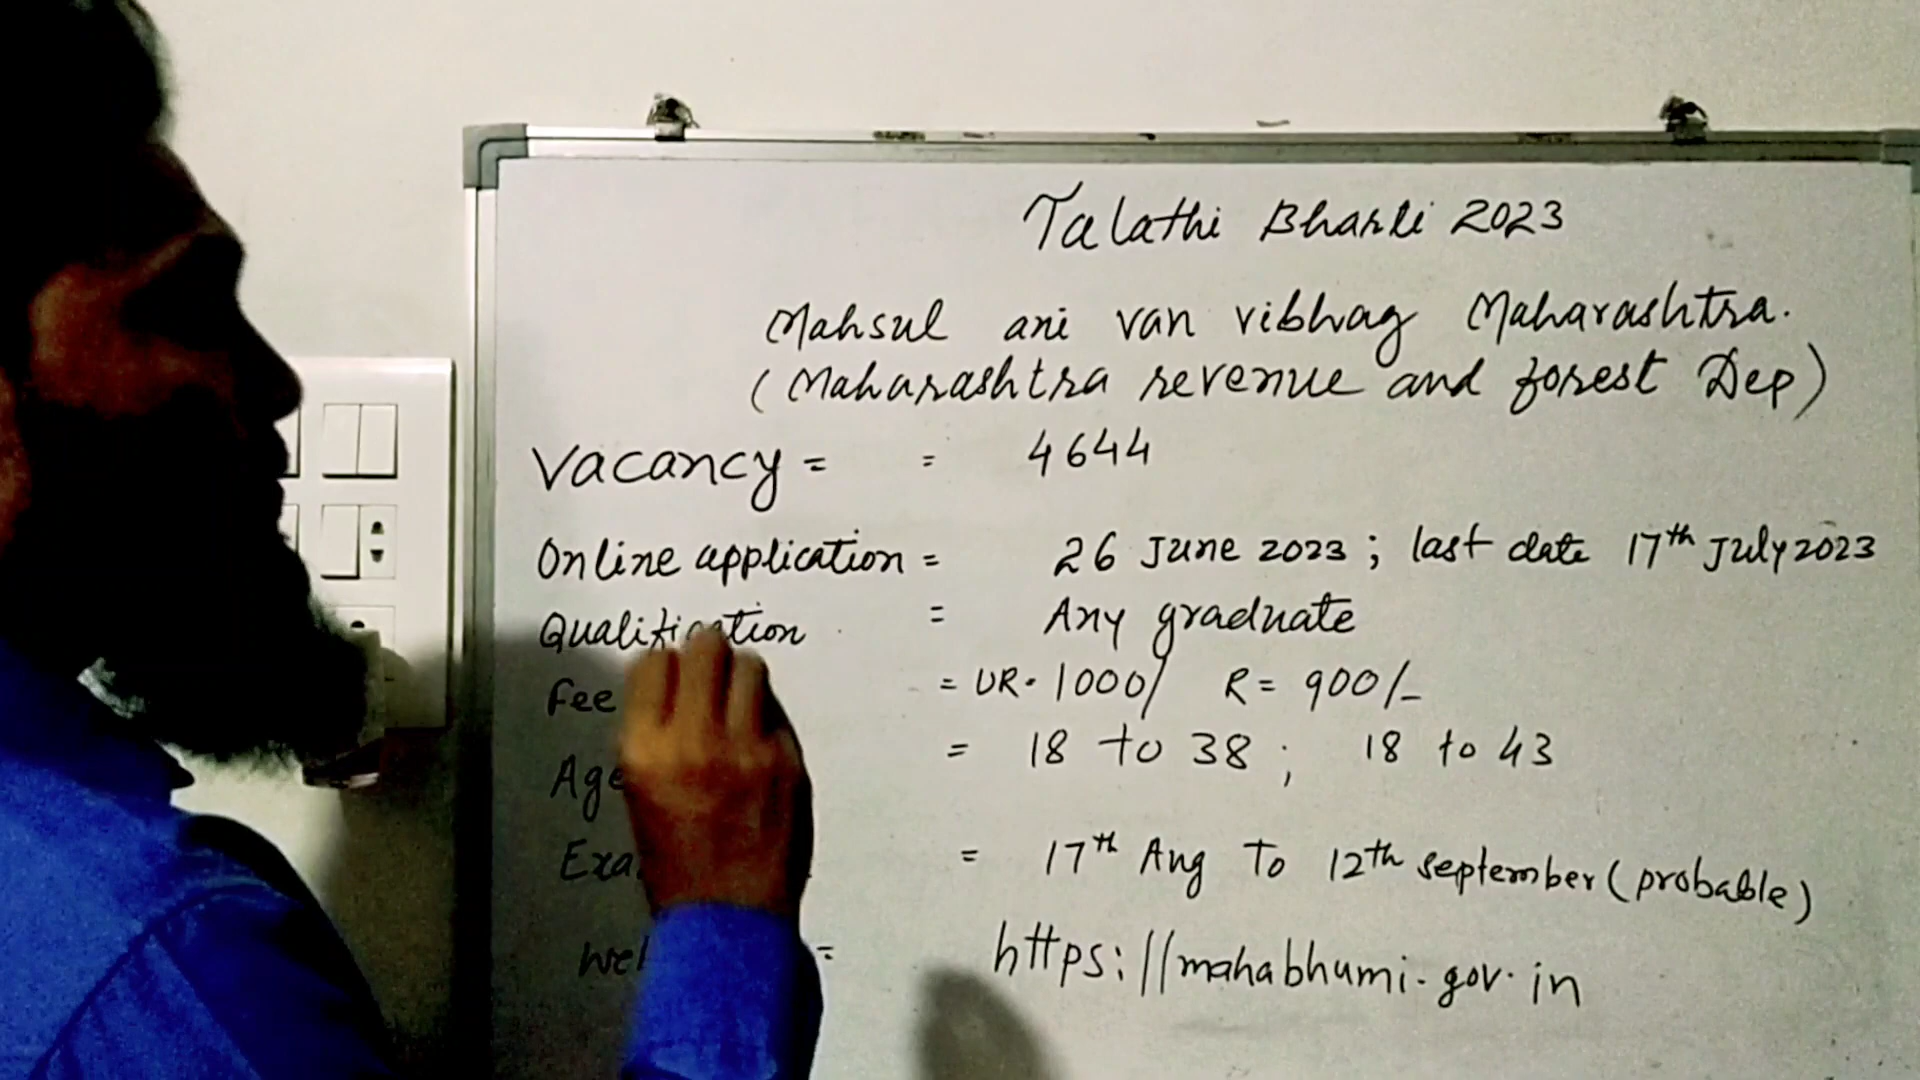 Talathi Bharti 2023
Mahsul ani van vibhag Maharashtra.
(Maharashtra revenue and forest Dep)
Vacancy = = 4644
Online application = 26 June 2023 ; last date 17th July 2023
Qualification = Any graduate
Fee = UR. 1000/ R = 900/-
Age = 18 to 38 ; 18 to 43
= 17th Aug To 12th september (probable)
= https://mahabhumi.gov.in